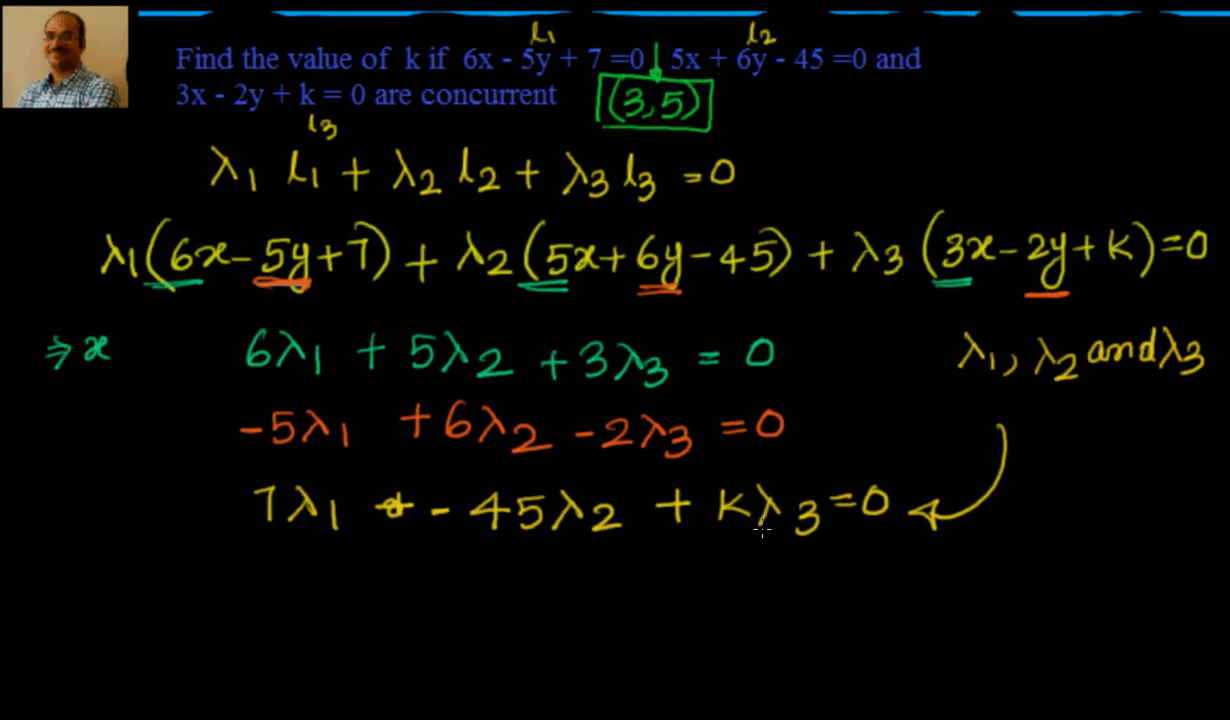 l₁ l₂
Find the value of k if 6x - 5y + 7 =0 ↓ 5x + 6y - 45 =0 and
3x - 2y + k = 0 are concurrent (3,5)
l₃
λ₁ l₁ + λ₂ l₂ + λ₃ l₃ = 0
λ₁(6x-5y+7) + λ₂(5x+6y-45) + λ₃(3x-2y+k)=0
⇒ x 6λ₁ + 5λ₂ + 3λ₃ = 0 λ₁, λ₂ and λ₃
-5λ₁ + 6λ₂ - 2λ₃ = 0
7λ₁ - 45λ₂ + kλ₃ = 0